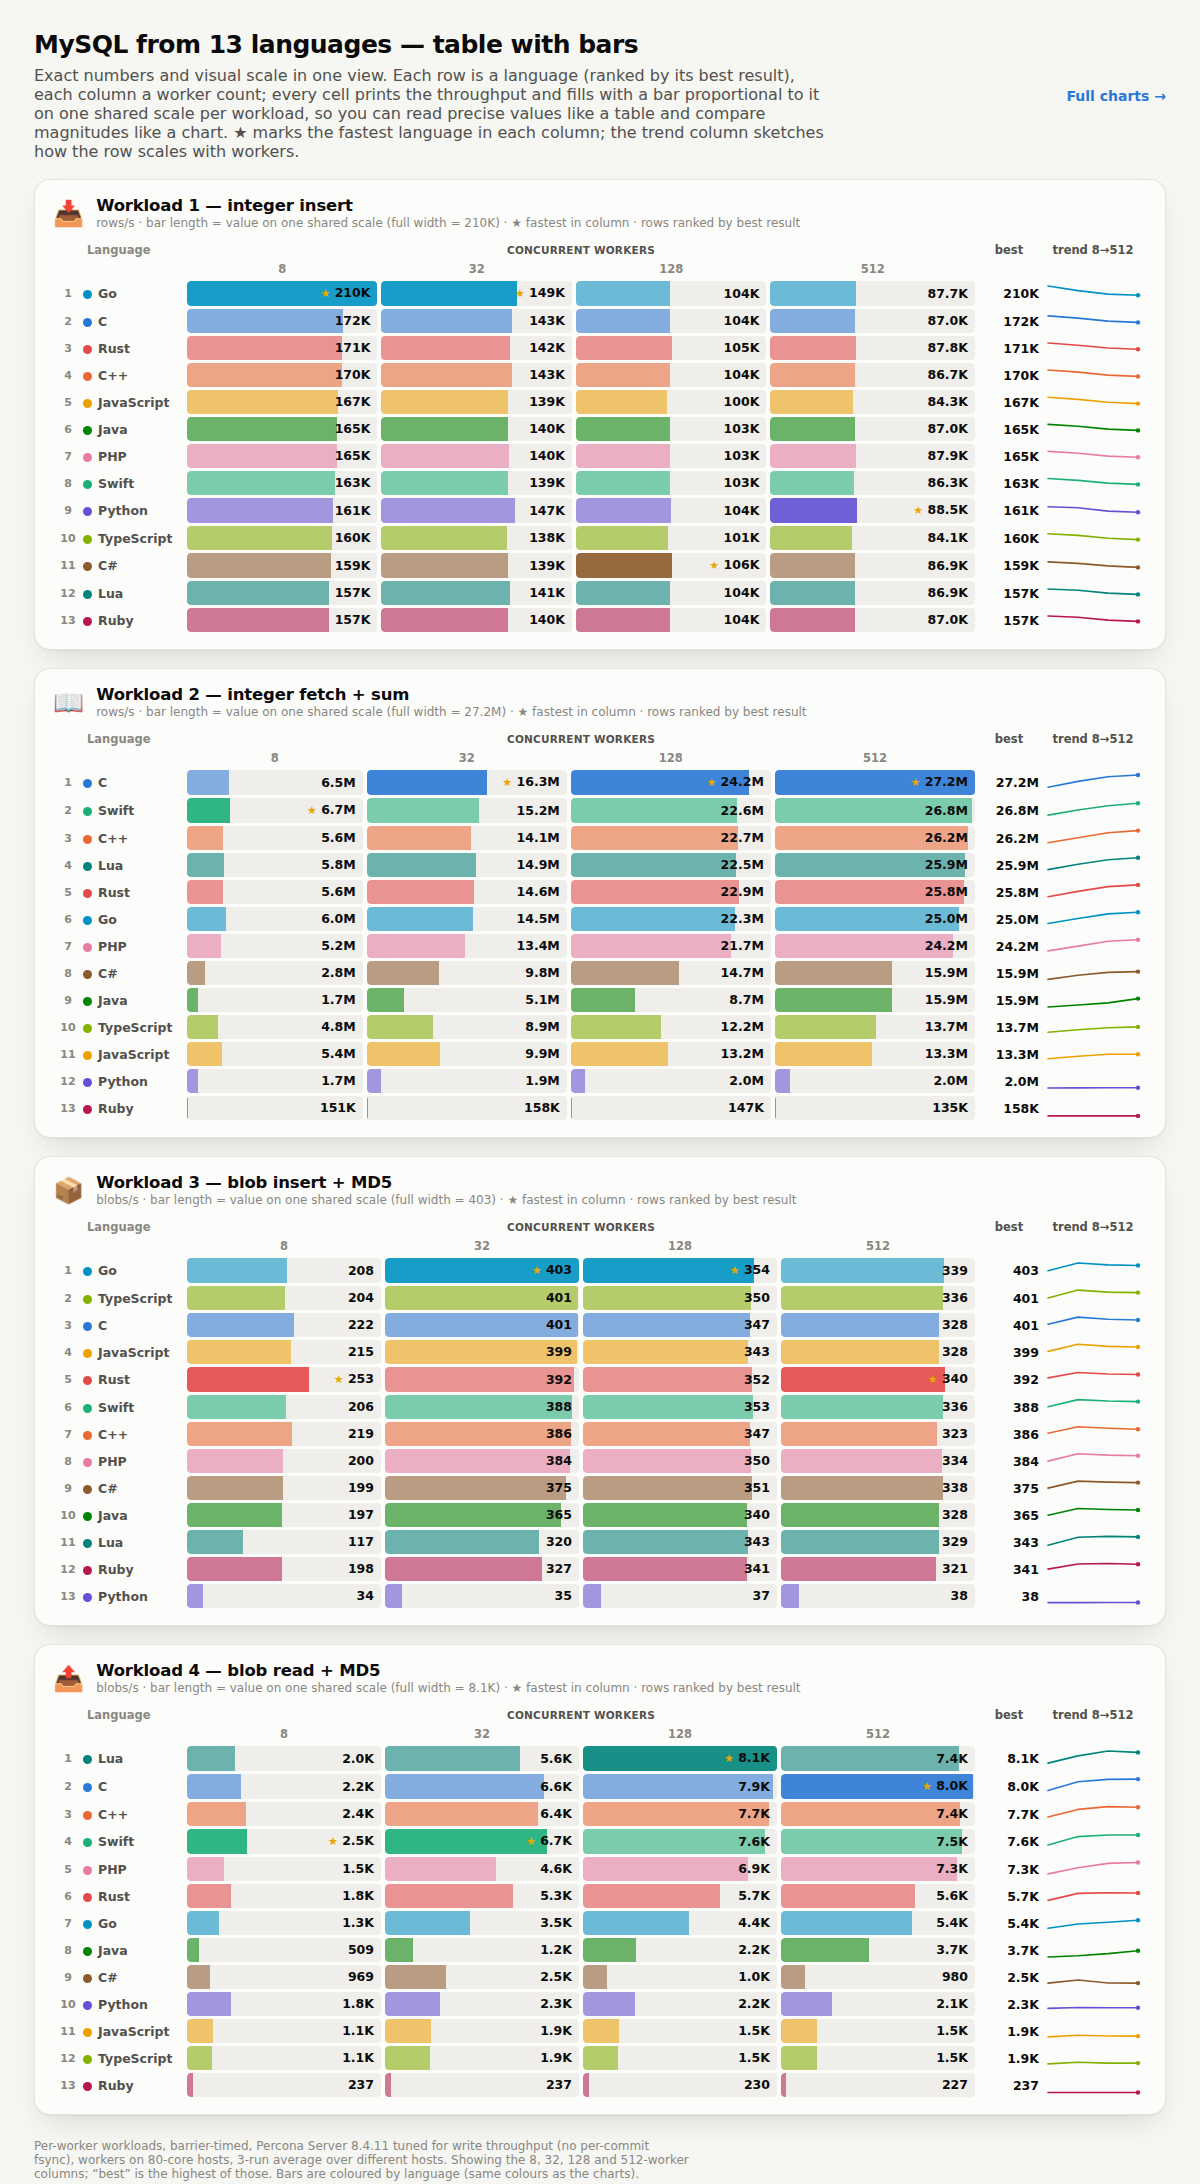 MySQL from 13 languages — table with bars
Exact numbers and visual scale in one view. Each row is a language (ranked by its best result),
each column a worker count; every cell prints the throughput and fills with a bar proportional to it
on one shared scale per workload, so you can read precise values like a table and compare
magnitudes like a chart. ★ marks the fastest language in each column; the trend column sketches
how the row scales with workers.
Full charts →
Workload 1 — integer insert
rows/s · bar length = value on one shared scale (full width = 210K) · ★ fastest in column · rows ranked by best result
Language CONCURRENT WORKERS best trend 8→512
8 32 128 512
1 Go ★ 210K ★ 149K 104K 87.7K 210K
2 C 172K 143K 104K 87.0K 172K
3 Rust 171K 142K 105K 87.8K 171K
4 C++ 170K 143K 104K 86.7K 170K
5 JavaScript 167K 139K 100K 84.3K 167K
6 Java 165K 140K 103K 87.0K 165K
7 PHP 165K 140K 103K 87.9K 165K
8 Swift 163K 139K 103K 86.3K 163K
9 Python 161K 147K 104K ★ 88.5K 161K
10 TypeScript 160K 138K 101K 84.1K 160K
11 C# 159K 139K ★ 106K 86.9K 159K
12 Lua 157K 141K 104K 86.9K 157K
13 Ruby 157K 140K 104K 87.0K 157K
Workload 2 — integer fetch + sum
rows/s · bar length = value on one shared scale (full width = 27.2M) · ★ fastest in column · rows ranked by best result
Language CONCURRENT WORKERS best trend 8→512
8 32 128 512
1 C 6.5M ★ 16.3M ★ 24.2M ★ 27.2M 27.2M
2 Swift ★ 6.7M 15.2M 22.6M 26.8M 26.8M
3 C++ 5.6M 14.1M 22.7M 26.2M 26.2M
4 Lua 5.8M 14.9M 22.5M 25.9M 25.9M
5 Rust 5.6M 14.6M 22.9M 25.8M 25.8M
6 Go 6.0M 14.5M 22.3M 25.0M 25.0M
7 PHP 5.2M 13.4M 21.7M 24.2M 24.2M
8 C# 2.8M 9.8M 14.7M 15.9M 15.9M
9 Java 1.7M 5.1M 8.7M 15.9M 15.9M
10 TypeScript 4.8M 8.9M 12.2M 13.7M 13.7M
11 JavaScript 5.4M 9.9M 13.2M 13.3M 13.3M
12 Python 1.7M 1.9M 2.0M 2.0M 2.0M
13 Ruby 151K 158K 147K 135K 158K
Workload 3 — blob insert + MD5
blobs/s · bar length = value on one shared scale (full width = 403) · ★ fastest in column · rows ranked by best result
Language CONCURRENT WORKERS best trend 8→512
8 32 128 512
1 Go 208 ★ 403 ★ 354 339 403
2 TypeScript 204 401 350 336 401
3 C 222 401 347 328 401
4 JavaScript 215 399 343 328 399
5 Rust ★ 253 392 352 ★ 340 392
6 Swift 206 388 353 336 388
7 C++ 219 386 347 323 386
8 PHP 200 384 350 334 384
9 C# 199 375 351 338 375
10 Java 197 365 340 328 365
11 Lua 117 320 343 329 343
12 Ruby 198 327 341 321 341
13 Python 34 35 37 38 38
Workload 4 — blob read + MD5
blobs/s · bar length = value on one shared scale (full width = 8.1K) · ★ fastest in column · rows ranked by best result
Language CONCURRENT WORKERS best trend 8→512
8 32 128 512
1 Lua 2.0K 5.6K ★ 8.1K 7.4K 8.1K
2 C 2.2K 6.6K 7.9K ★ 8.0K 8.0K
3 C++ 2.4K 6.4K 7.7K 7.4K 7.7K
4 Swift ★ 2.5K ★ 6.7K 7.6K 7.5K 7.6K
5 PHP 1.5K 4.6K 6.9K 7.3K 7.3K
6 Rust 1.8K 5.3K 5.7K 5.6K 5.7K
7 Go 1.3K 3.5K 4.4K 5.4K 5.4K
8 Java 509 1.2K 2.2K 3.7K 3.7K
9 C# 969 2.5K 1.0K 980 2.5K
10 Python 1.8K 2.3K 2.2K 2.1K 2.3K
11 JavaScript 1.1K 1.9K 1.5K 1.5K 1.9K
12 TypeScript 1.1K 1.9K 1.5K 1.5K 1.9K
13 Ruby 237 237 230 227 237
Per-worker workloads, barrier-timed, Percona Server 8.4.11 tuned for write throughput (no per-commit
fsync), workers on 80-core hosts, 3-run average over different hosts. Showing the 8, 32, 128 and 512-worker
columns; “best” is the highest of those. Bars are coloured by language (same colours as the charts).